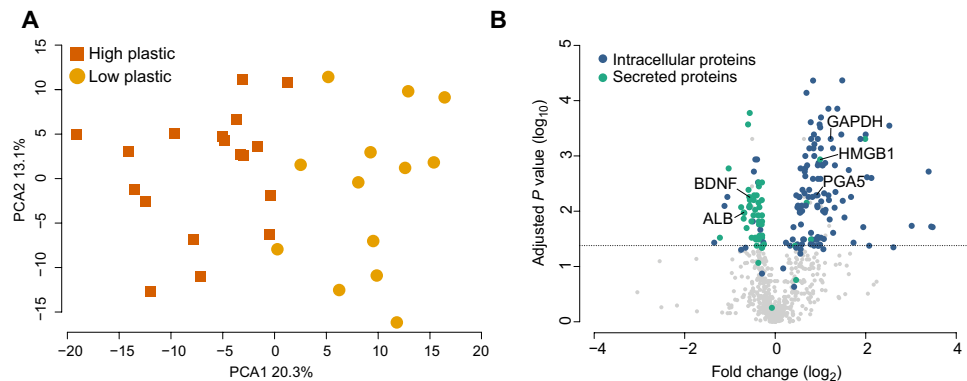 A
High plastic
Low plastic
PCA2 13.1%
15
10
5
0
−5
−10
−15
−20 −15 −10 −5 0 5 10 15 20
PCA1 20.3%
B
Intracellular proteins
Secreted proteins
GAPDH
HMGB1
PGA5
BDNF
ALB
Adjusted P value (log10)
5
4
3
2
1
0
−4 −2 0 2 4
Fold change (log2)